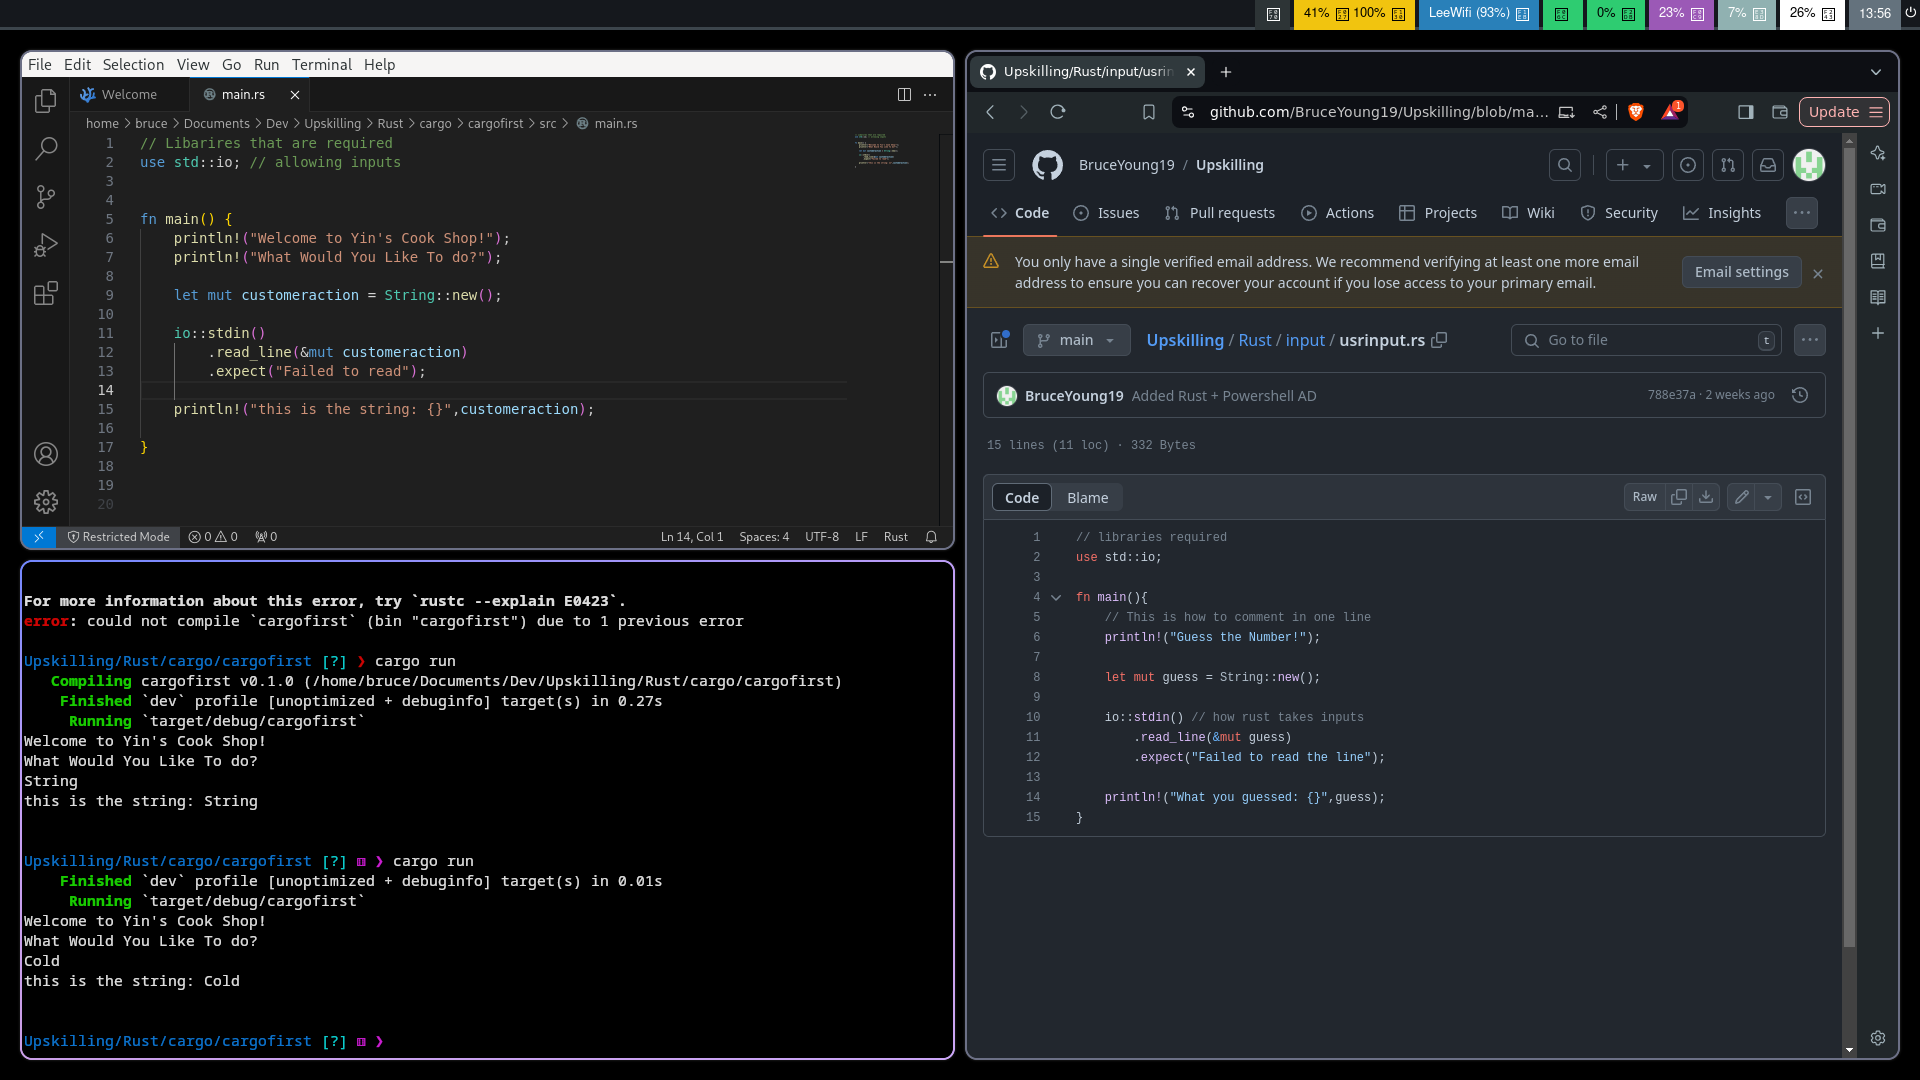 41% 100% LeeWifi (93%) 0% 23% 7% 26% 13:56
File Edit Selection View Go Run Terminal Help
Welcome main.rs
home > bruce > Documents > Dev > Upskilling > Rust > cargo > cargofirst > src > main.rs
1 // Libarires that are required
2 use std::io; // allowing inputs
3
4
5 fn main() {
6 println!("Welcome to Yin's Cook Shop!");
7 println!("What Would You Like To do?");
8
9 let mut customeraction = String::new();
10
11 io::stdin()
12 .read_line(&mut customeraction)
13 .expect("Failed to read");
14
15 println!("this is the string: {}",customeraction);
16
17 }
18
19
20
Restricted Mode 0 0 0 Ln 14, Col 1 Spaces: 4 UTF-8 LF Rust
For more information about this error, try `rustc --explain E0423`.
error: could not compile `cargofirst` (bin "cargofirst") due to 1 previous error
Upskilling/Rust/cargo/cargofirst [?] ❯ cargo run
Compiling cargofirst v0.1.0 (/home/bruce/Documents/Dev/Upskilling/Rust/cargo/cargofirst)
Finished `dev` profile [unoptimized + debuginfo] target(s) in 0.27s
Running `target/debug/cargofirst`
Welcome to Yin's Cook Shop!
What Would You Like To do?
String
this is the string: String
Upskilling/Rust/cargo/cargofirst [?] ❯ cargo run
Finished `dev` profile [unoptimized + debuginfo] target(s) in 0.01s
Running `target/debug/cargofirst`
Welcome to Yin's Cook Shop!
What Would You Like To do?
Cold
this is the string: Cold
Upskilling/Rust/cargo/cargofirst [?] ❯
Upskilling/Rust/input/usrin
github.com/BruceYoung19/Upskilling/blob/ma... 1 Update
BruceYoung19 / Upskilling
Code Issues Pull requests Actions Projects Wiki Security Insights
You only have a single verified email address. We recommend verifying at least one more email
address to ensure you can recover your account if you lose access to your primary email.
Email settings
main Upskilling / Rust / input / usrinput.rs Go to file t
BruceYoung19 Added Rust + Powershell AD 788e37a · 2 weeks ago
15 lines (11 loc) · 332 Bytes
Code Blame Raw
1 // libraries required
2 use std::io;
3
4 fn main(){
5 // This is how to comment in one line
6 println!("Guess the Number!");
7
8 let mut guess = String::new();
9
10 io::stdin() // how rust takes inputs
11 .read_line(&mut guess)
12 .expect("Failed to read the line");
13
14 println!("What you guessed: {}",guess);
15 }